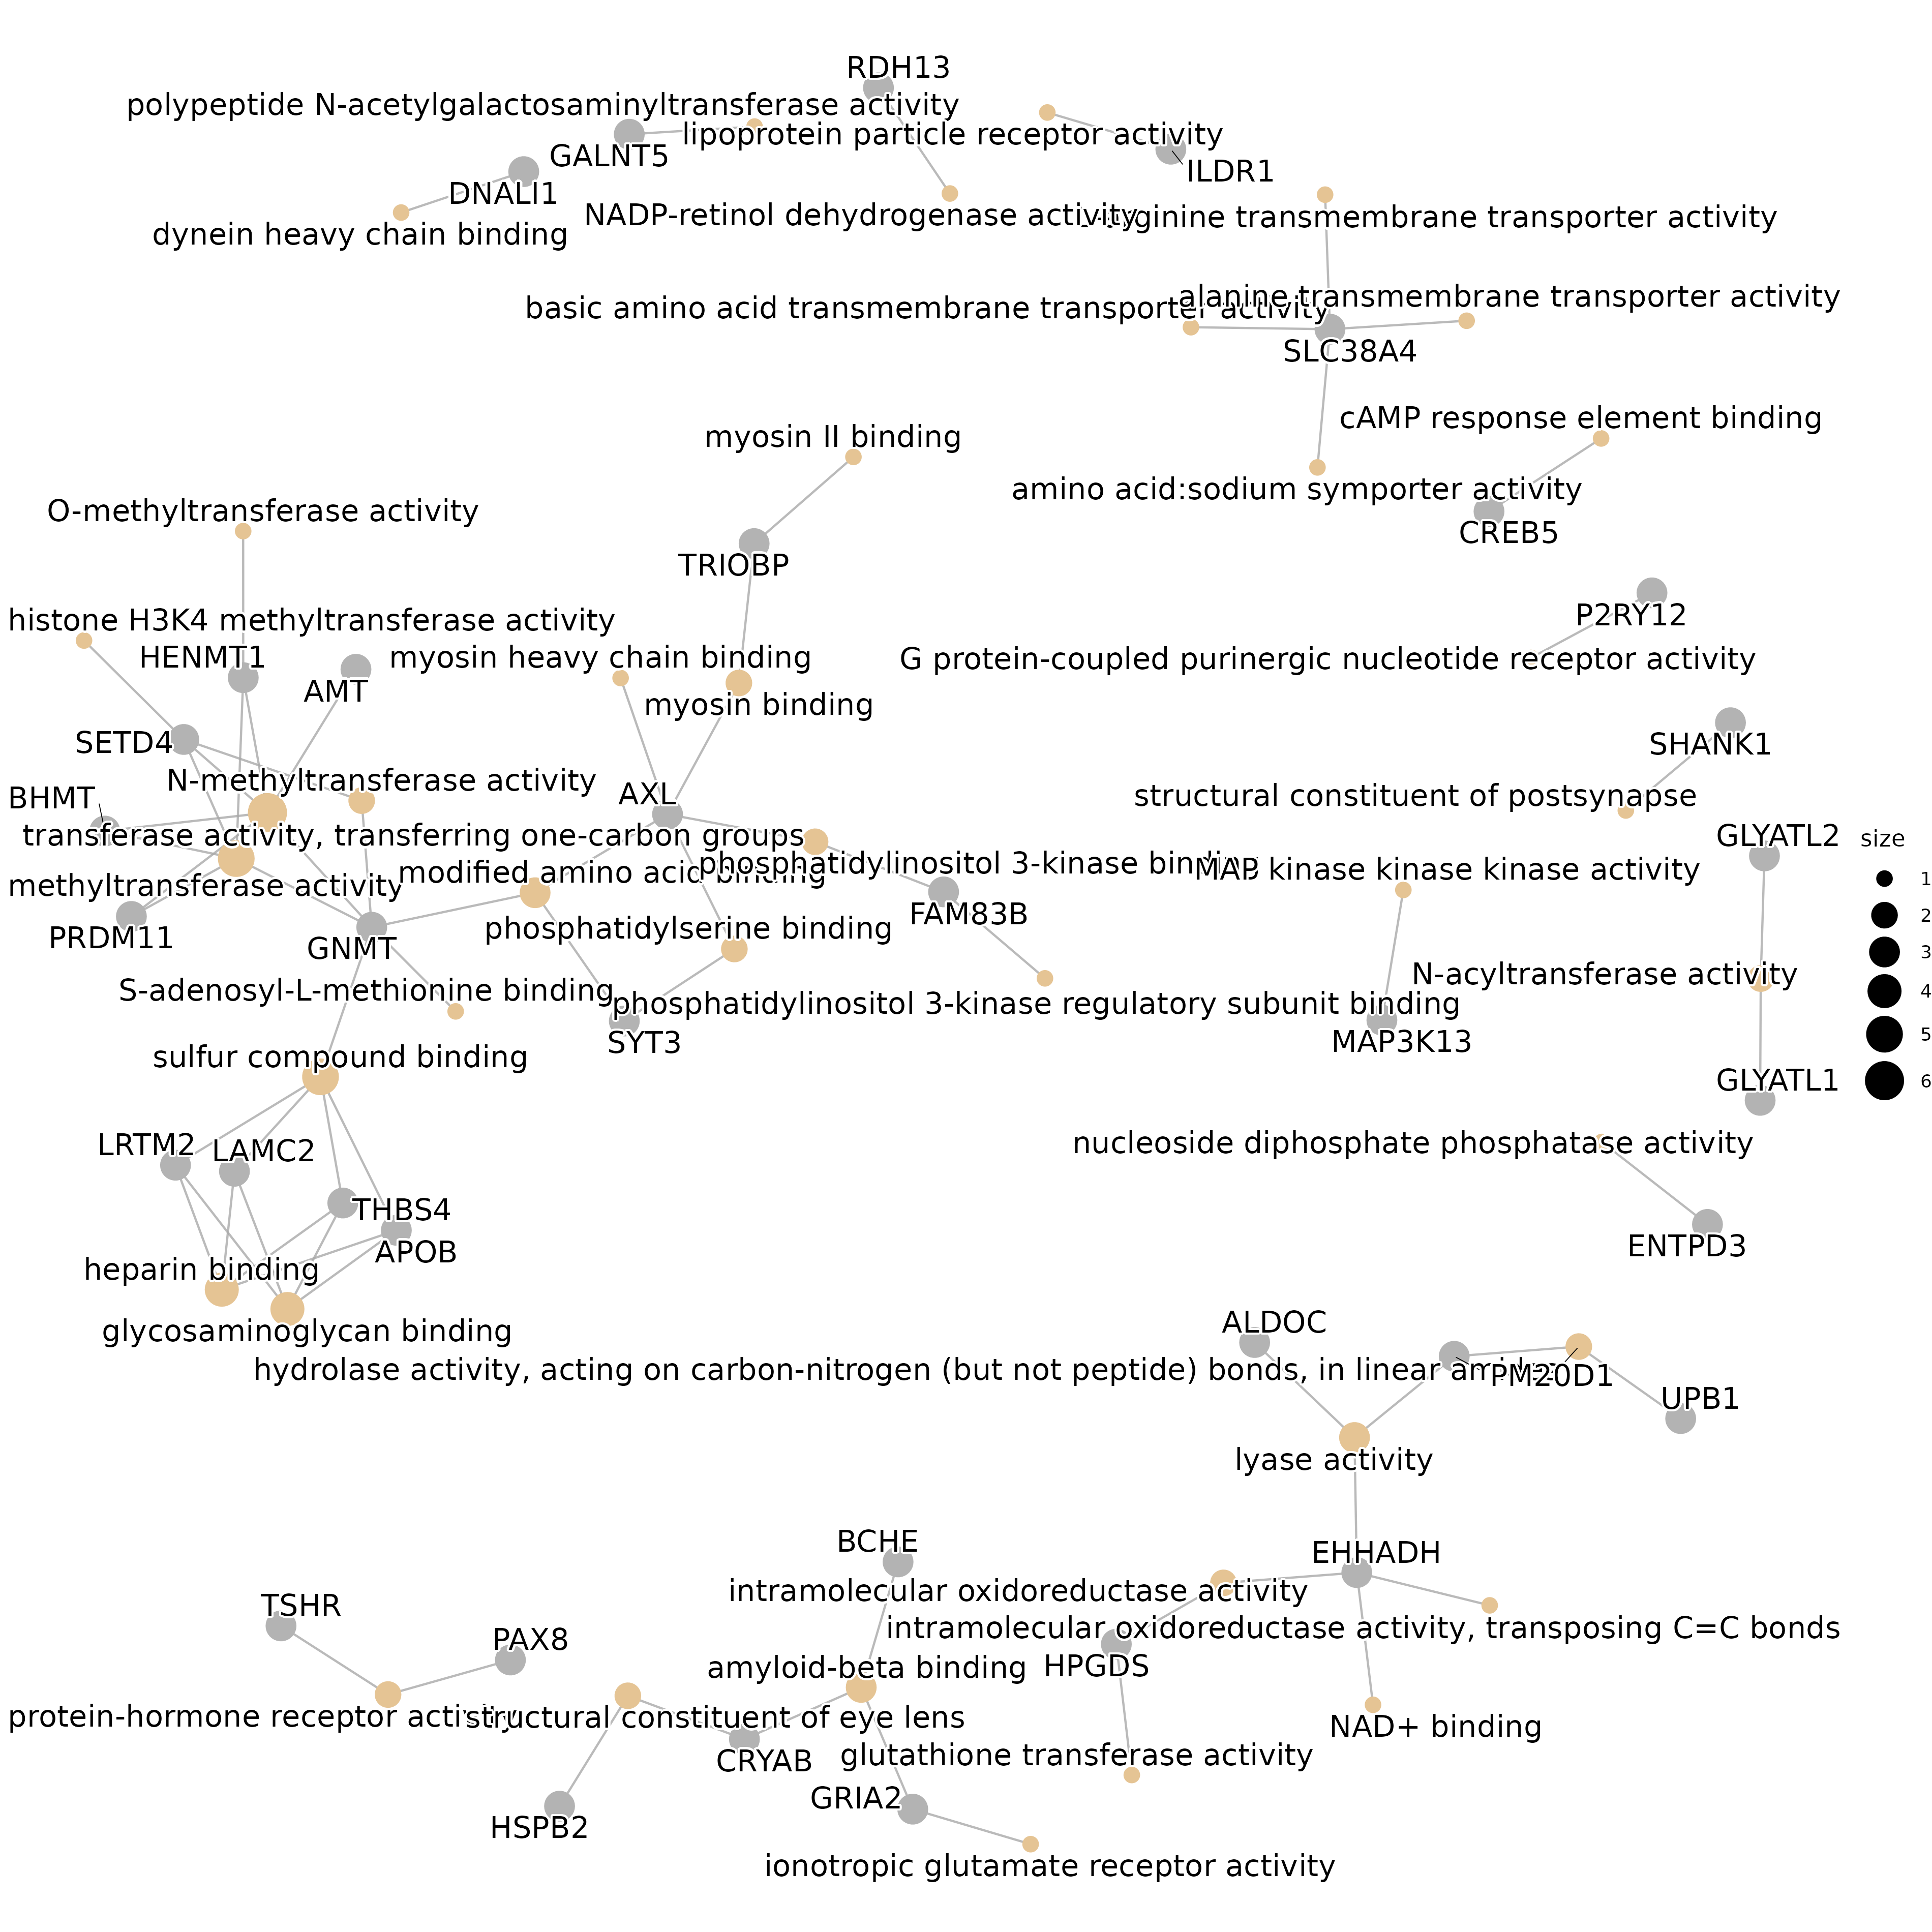 RDH13
polypeptide N-acetylgalactosaminyltransferase activity
lipoprotein particle receptor activity
GALNT5
ILDR1
DNALI1
NADP-retinol dehydrogenase activity
transmembrane transporter activity
dynein heavy chain binding
alanine transmembrane transporter activity
basic amino acid transmembrane transporter activity
SLC38A4
cAMP response element binding
myosin II binding
amino acid:sodium symporter activity
O-methyltransferase activity
CREB5
TRIOBP
P2RY12
histone H3K4 methyltransferase activity
HENMT1
myosin heavy chain binding
G protein-coupled purinergic nucleotide receptor activity
AMT
myosin binding
SETD4
SHANK1
N-methyltransferase activity
AXL
structural constituent of postsynapse
BHMT
transferase activity, transferring one-carbon groups
GLYATL2
size
phosphatidylinositol 3-kinase binding
MAP kinase kinase kinase activity
modified amino acid binding
1
methyltransferase activity
2
FAM83B
phosphatidylserine binding
PRDM11
GNMT
3
N-acyltransferase activity
S-adenosyl-L-methionine binding
4
phosphatidylinositol 3-kinase regulatory subunit binding
SYT3
MAP3K13
5
sulfur compound binding
GLYATL1
6
LRTM2
LAMC2
nucleoside diphosphate phosphatase activity
THBS4
APOB
ENTPD3
heparin binding
glycosaminoglycan binding
ALDOC
hydrolase activity, acting on carbon-nitrogen (but not peptide) bonds, in linear amides
PM20D1
UPB1
lyase activity
BCHE
EHHADH
intramolecular oxidoreductase activity
TSHR
intramolecular oxidoreductase activity, transposing C=C bonds
PAX8
amyloid-beta binding
HPGDS
protein-hormone receptor activity
structural constituent of eye lens
NAD+ binding
CRYAB
glutathione transferase activity
GRIA2
HSPB2
ionotropic glutamate receptor activity